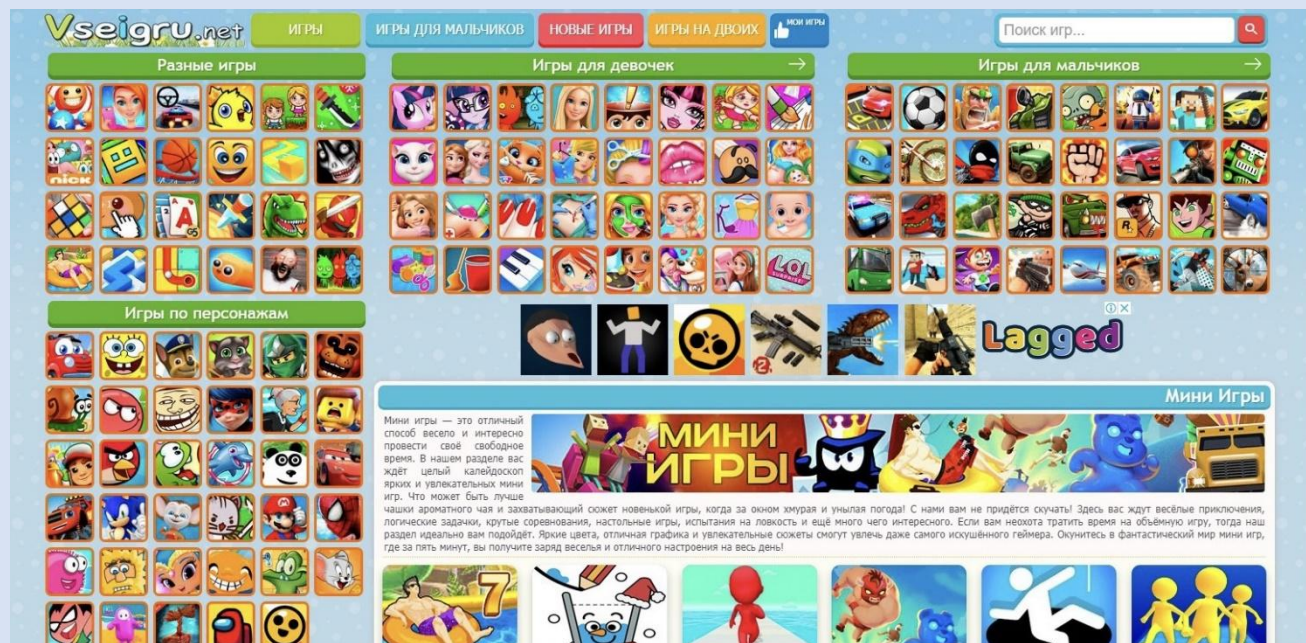 Vseigru.net
ИГРЫ
ИГРЫ ДЛЯ МАЛЬЧИКОВ
НОВЫЕ ИГРЫ
ИГРЫ НА ДВОИХ
МОИ ИГРЫ
Поиск игр...
Разные игры
Игры для девочек
Игры для мальчиков
nick
LOL
SURPRISE!
Игры по персонажам
Lagged
Мини Игры
Мини игры — это отличный
способ весело и интересно
провести своё свободное
время. В нашем разделе вас
ждёт целый калейдоскоп
ярких и увлекательных мини
игр. Что может быть лучше
чашки ароматного чая и захватывающий сюжет новенькой игры, когда за окном хмурая и унылая погода! С нами вам не придётся скучать! Здесь вас ждут весёлые приключения,
логические задачки, крутые соревнования, настольные игры, испытания на ловкость и ещё много чего интересного. Если вам неохота тратить время на объёмную игру, тогда наш
раздел идеально вам подойдёт. Яркие цвета, отличная графика и увлекательные сюжеты смогут увлечь даже самого искушённого геймера. Окунитесь в фантастический мир мини игр,
где за пять минут, вы получите заряд веселья и отличного настроения на весь день!
МИНИ
ИГРЫ
7